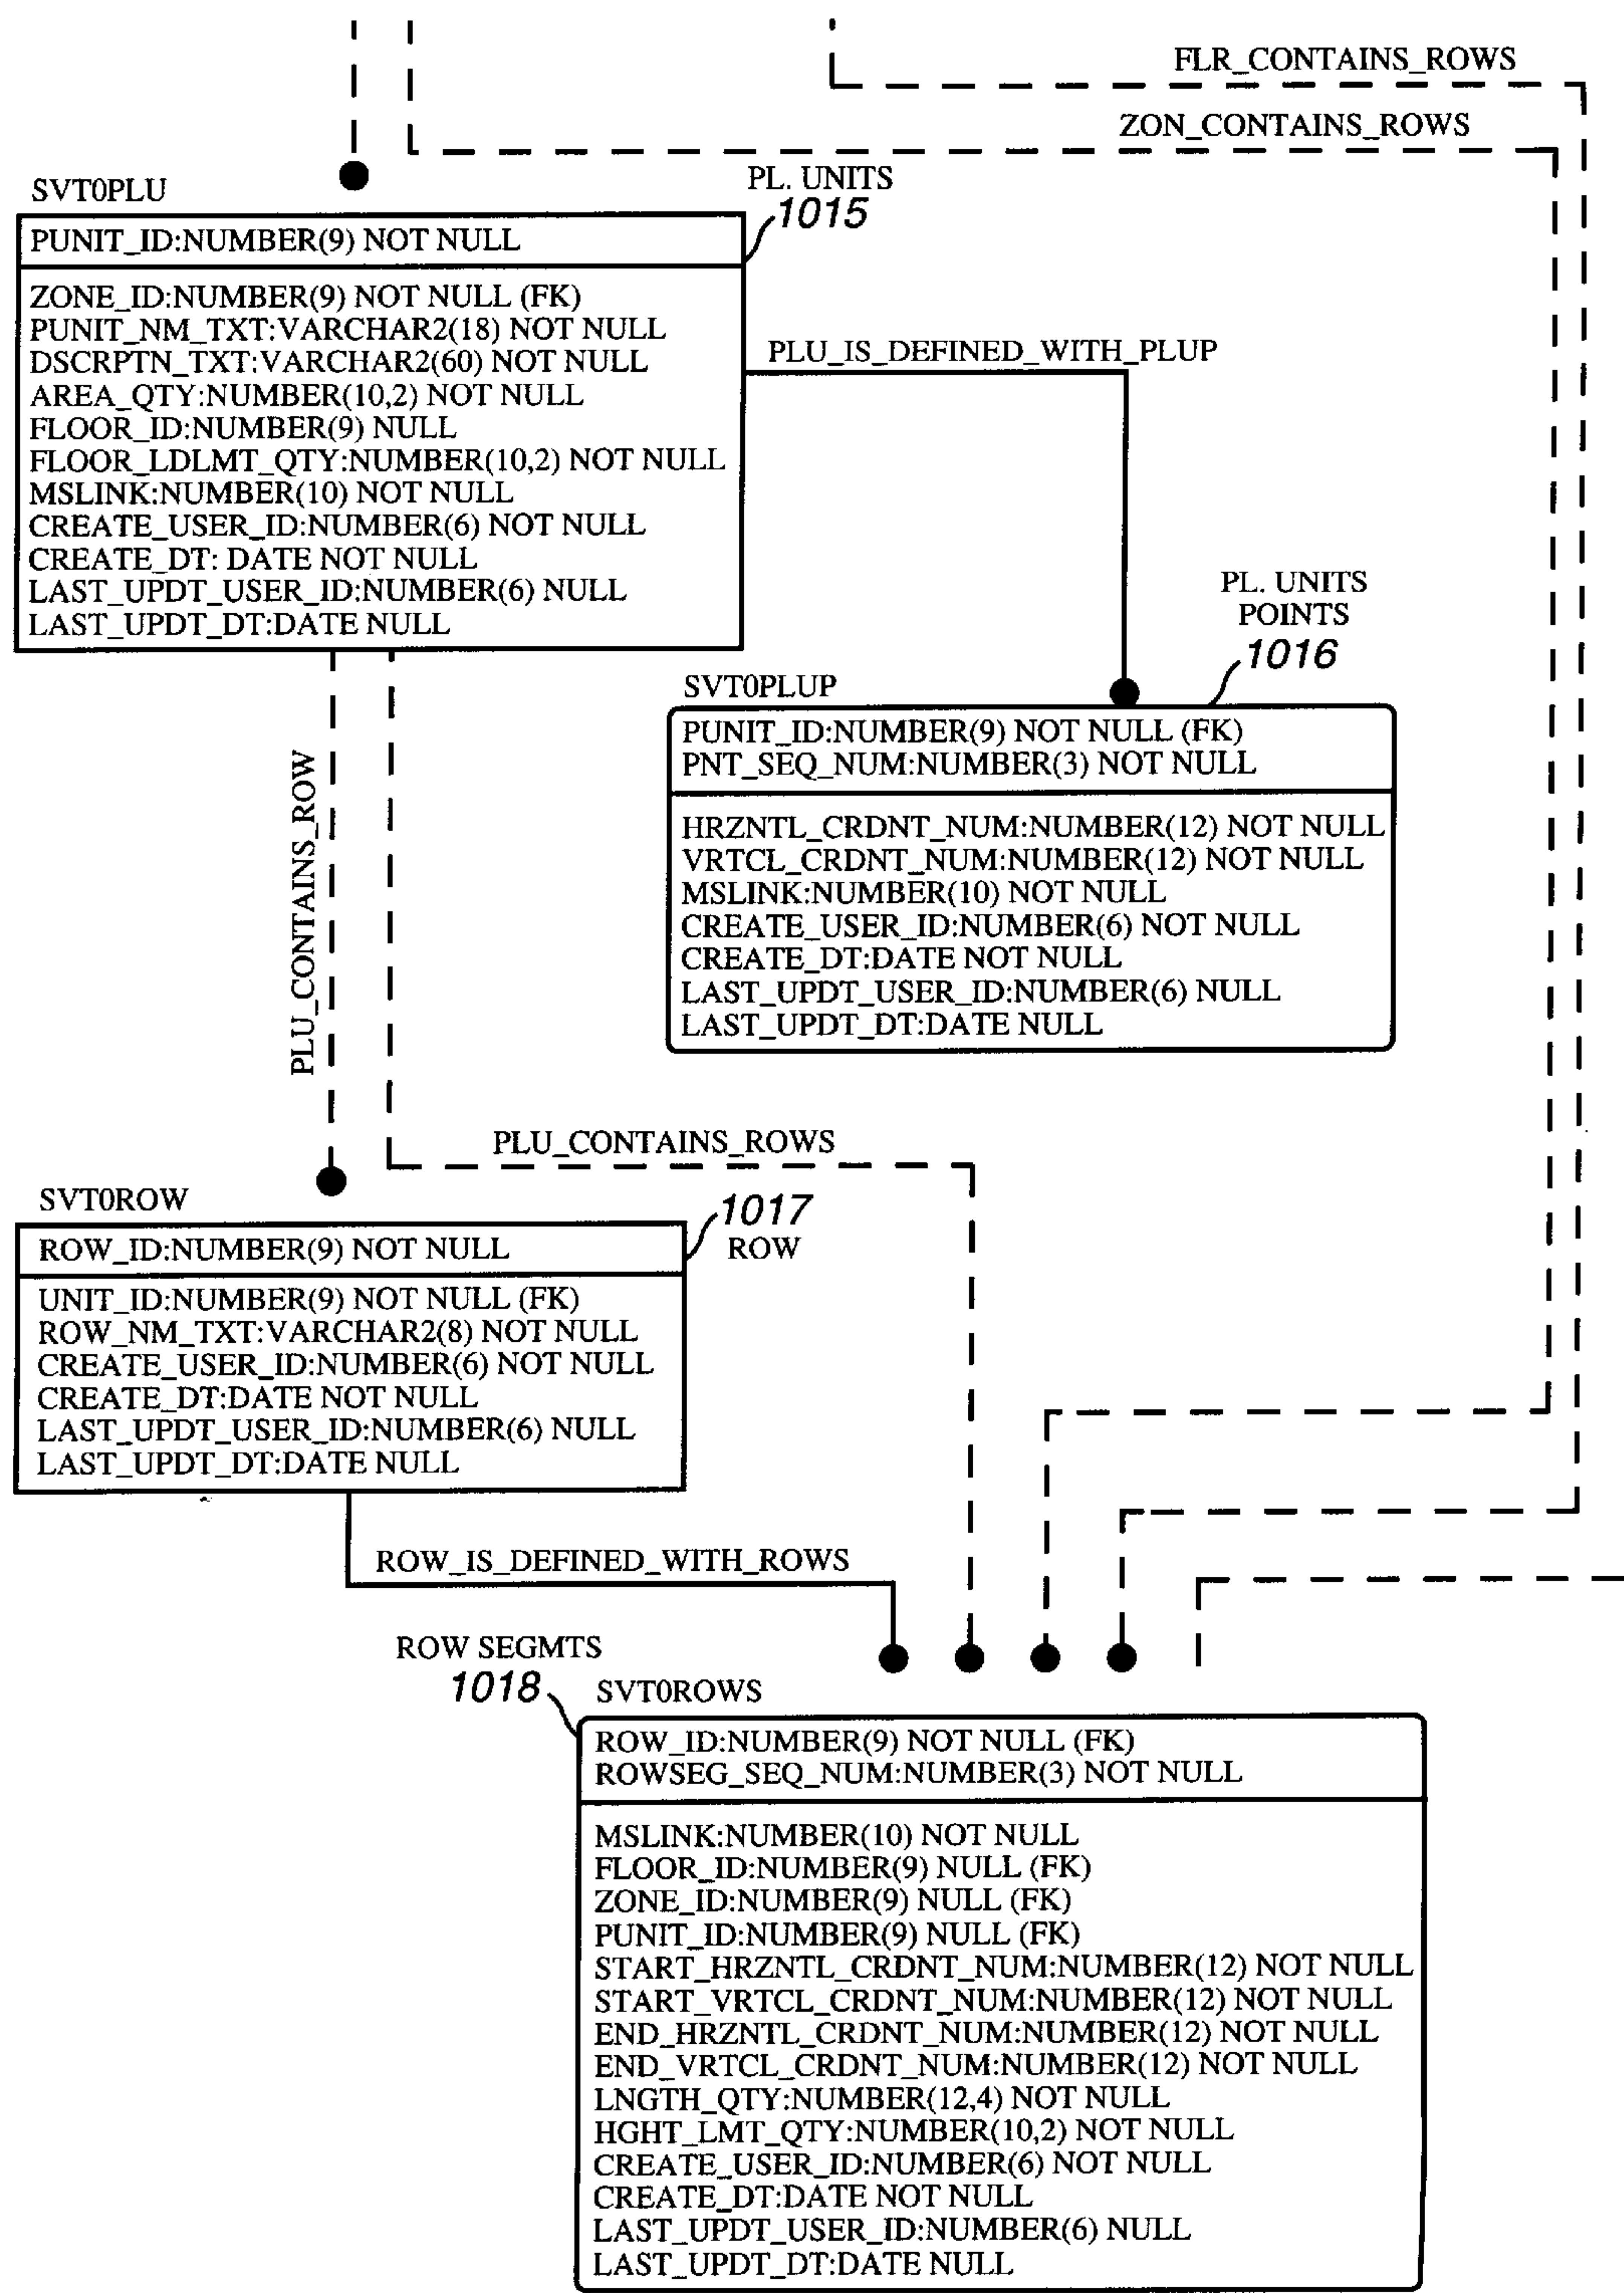 FLR_CONTAINS_ROWS
ZON_CONTAINS_ROWS
SVT0PLU
PL. UNITS
1015
PUNIT_ID:NUMBER(9) NOT NULL
ZONE_ID:NUMBER(9) NOT NULL (FK)
PUNIT_NM_TXT:VARCHAR2(18) NOT NULL
DSCRPTN_TXT:VARCHAR2(60) NOT NULL
AREA_QTY:NUMBER(10,2) NOT NULL
FLOOR_ID:NUMBER(9) NULL
FLOOR_LDLMT_QTY:NUMBER(10,2) NOT NULL
MSLINK:NUMBER(10) NOT NULL
CREATE_USER_ID:NUMBER(6) NOT NULL
CREATE_DT: DATE NOT NULL
LAST_UPDT_USER_ID:NUMBER(6) NULL
LAST_UPDT_DT:DATE NULL
PLU_IS_DEFINED_WITH_PLUP
PL. UNITS
POINTS
1016
SVT0PLUP
PUNIT_ID:NUMBER(9) NOT NULL (FK)
PNT_SEQ_NUM:NUMBER(3) NOT NULL
HRZNTL_CRDNT_NUM:NUMBER(12) NOT NULL
VRTCL_CRDNT_NUM:NUMBER(12) NOT NULL
MSLINK:NUMBER(10) NOT NULL
CREATE_USER_ID:NUMBER(6) NOT NULL
CREATE_DT:DATE NOT NULL
LAST_UPDT_USER_ID:NUMBER(6) NULL
LAST_UPDT_DT:DATE NULL
PLU_CONTAINS_ROW
PLU_CONTAINS_ROWS
SVT0ROW
1017
ROW
ROW_ID:NUMBER(9) NOT NULL
UNIT_ID:NUMBER(9) NOT NULL (FK)
ROW_NM_TXT:VARCHAR2(8) NOT NULL
CREATE_USER_ID:NUMBER(6) NOT NULL
CREATE_DT:DATE NOT NULL
LAST_UPDT_USER_ID:NUMBER(6) NULL
LAST_UPDT_DT:DATE NULL
ROW_IS_DEFINED_WITH_ROWS
ROW SEGMTS
1018
SVT0ROWS
ROW_ID:NUMBER(9) NOT NULL (FK)
ROWSEG_SEQ_NUM:NUMBER(3) NOT NULL
MSLINK:NUMBER(10) NOT NULL
FLOOR_ID:NUMBER(9) NULL (FK)
ZONE_ID:NUMBER(9) NULL (FK)
PUNIT_ID:NUMBER(9) NULL (FK)
START_HRZNTL_CRDNT_NUM:NUMBER(12) NOT NULL
START_VRTCL_CRDNT_NUM:NUMBER(12) NOT NULL
END_HRZNTL_CRDNT_NUM:NUMBER(12) NOT NULL
END_VRTCL_CRDNT_NUM:NUMBER(12) NOT NULL
LNGTH_QTY:NUMBER(12,4) NOT NULL
HGHT_LMT_QTY:NUMBER(10,2) NOT NULL
CREATE_USER_ID:NUMBER(6) NOT NULL
CREATE_DT:DATE NOT NULL
LAST_UPDT_USER_ID:NUMBER(6) NULL
LAST_UPDT_DT:DATE NULL